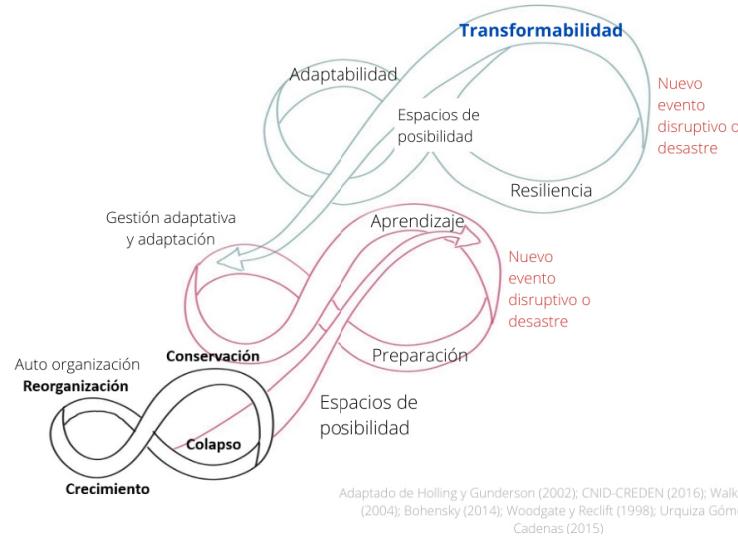 Transformabilidad
Adaptabilidad
Nuevo
evento
disruptivo o
desastre
Espacios de
posibilidad
Resiliencia
Gestión adaptativa
y adaptación
Aprendizaje
Nuevo
evento
disruptivo o
desastre
Conservación
Preparación
Auto organización
Reorganización
Espacios de
posibilidad
Colapso
Crecimiento
Adaptado de Holling y Gunderson (2002); CNID-CREDEN (2016); Walk
(2004); Bohensky (2014); Woodgate y Reclift (1998); Urquiza Góm
Cadenas (2015)